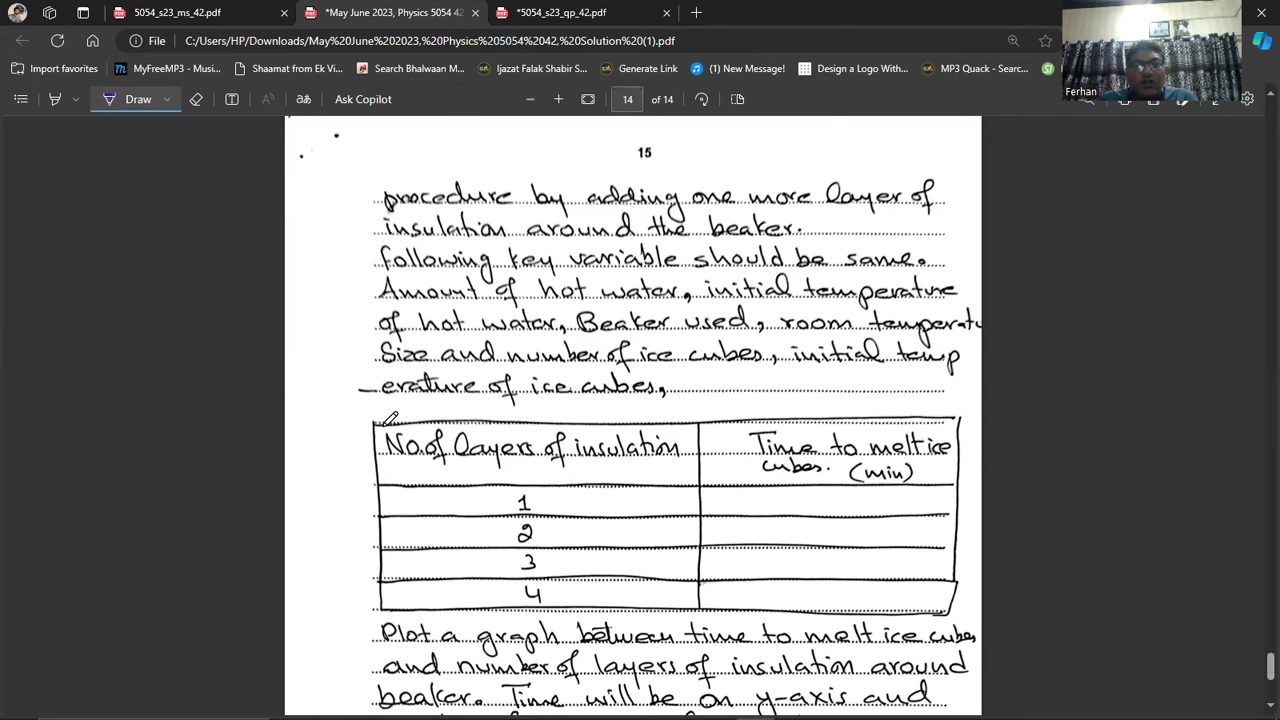 5054_s23_ms_42.pdf
*May June 2023, Physics 5054 42
*5054_s23_qp_42.pdf
File
C:/Users/HP/Downloads/May%20June%202023,%20Physics%205054%2042,%20Solution%20(1).pdf
Import favorites
MyFreeMP3 - Musi...
Shaamat from Ek Vi...
Search Bhalwaan M...
Ijazat Falak Shabir S...
Generate Link
(1) New Message!
Design a Logo With...
MP3 Quack - Searc...
Draw
Ask Copilot
14 of 14
Ferhan
15
procedure by adding one more layer of
insulation around the beaker.
following key variable should be same.
Amount of hot water, initial temperature
of hot water, Beaker used, room temperatu
Size and number of ice cubes, initial temp
-erature of ice cubes,
No.of layers of insulation Time to melt ice
cubes. (min)
1
2
3
4
Plot a graph between time to melt ice cubes
and number of layers of insulation around
beaker. Time will be on y-axis and